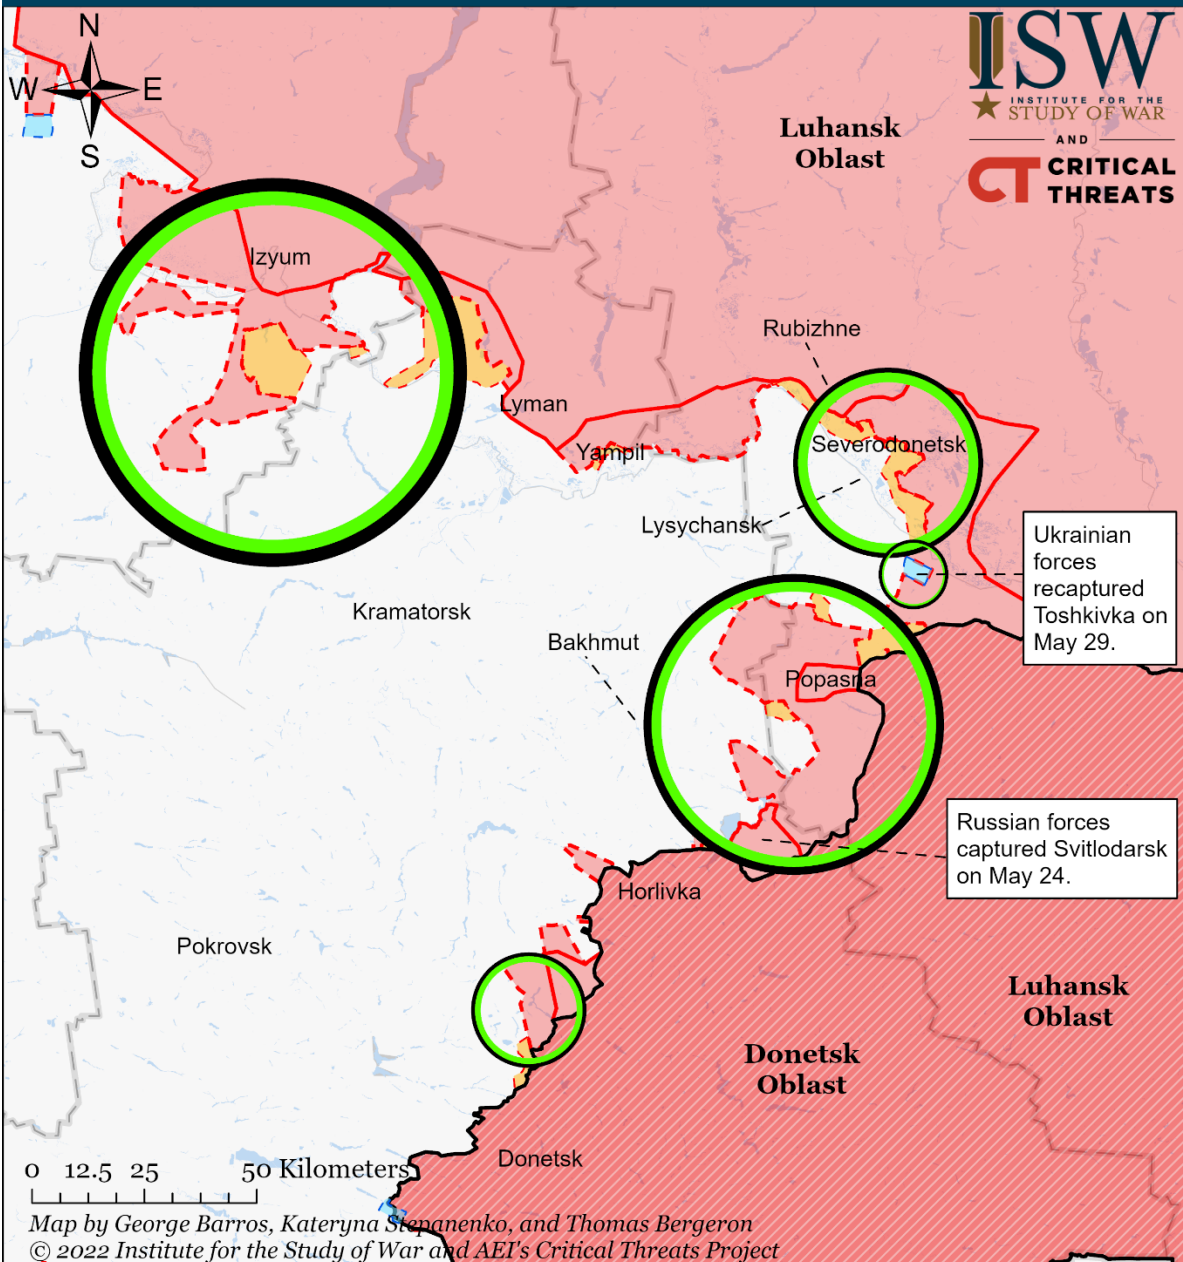 N
W
E
S
ISW
INSTITUTE FOR THE
STUDY OF WAR
AND
CT CRITICAL
THREATS
Luhansk
Oblast
Izyum
Rubizhne
Lyman
Severodonetsk
Yampil
Lysychansk
Ukrainian
forces
recaptured
Toshkivka on
May 29.
Kramatorsk
Bakhmut
Popasna
Russian forces
captured Svitlodarsk
on May 24.
Horlivka
Pokrovsk
Luhansk
Oblast
Donetsk
Oblast
Donetsk
0 12.5 25 50 Kilometers
Map by George Barros, Kateryna Stepanenko, and Thomas Bergeron
© 2022 Institute for the Study of War and AEI's Critical Threats Project